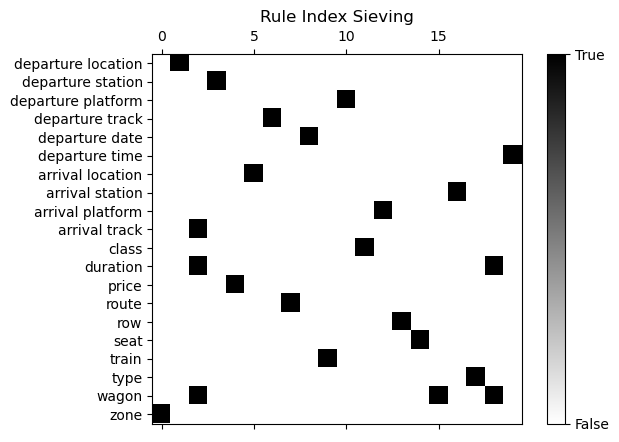 Rule Index Sieving
0 5 10 15
departure location
departure station
departure platform
departure track
departure date
departure time
arrival location
arrival station
arrival platform
arrival track
class
duration
price
route
row
seat
train
type
wagon
zone
True
False